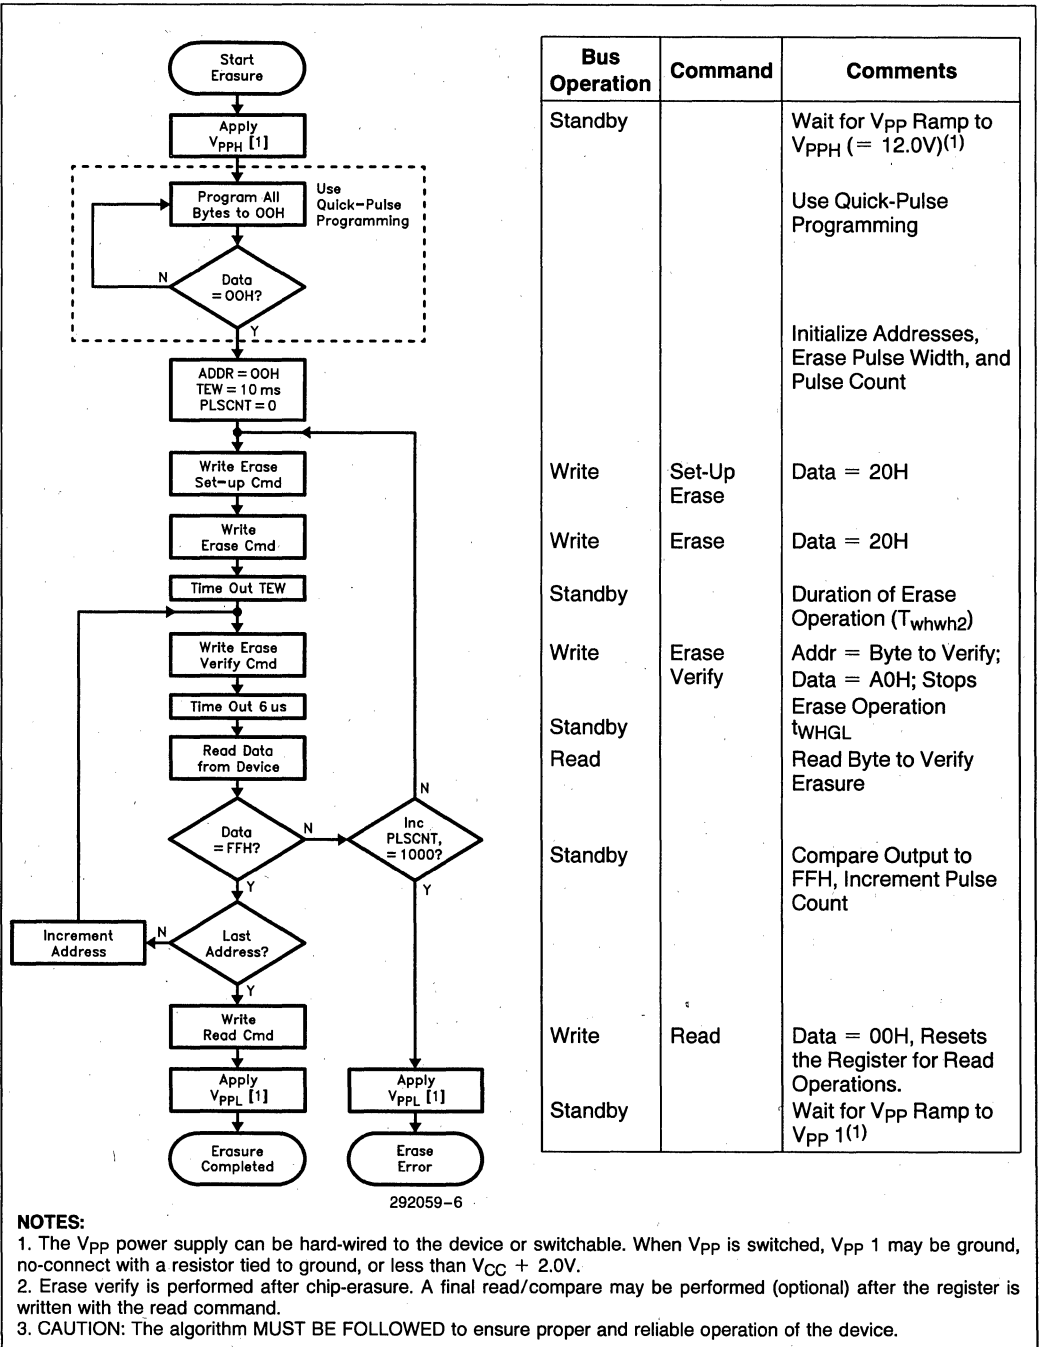 Start
Erasure
Apply
VPPH [1]
Program All
Bytes to 00H
Use
Quick-Pulse
Programming
Data
=00H?
N
Y
ADDR = 00H
TEW = 10 ms
PLSCNT = 0
Write Erase
Set-up Cmd
Write
Erase Cmd
Time Out TEW
Write Erase
Verify Cmd
Time Out 6 us
Read Data
from Device
Data
=FFH?
N
Y
Inc
PLSCNT,
=1000?
N
Y
Last
Address?
N
Y
Increment
Address
Write
Read Cmd
Apply
VPPL [1]
Apply
VPPL [1]
Erasure
Completed
Erase
Error
292059-6
Bus
Operation
Command
Comments
Standby
Wait for VPP Ramp to
VPPH (= 12.0V)(1)
Use Quick-Pulse
Programming
Initialize Addresses,
Erase Pulse Width, and
Pulse Count
Write
Set-Up
Erase
Data = 20H
Write
Erase
Data = 20H
Standby
Duration of Erase
Operation (Twhwh2)
Write
Erase
Verify
Addr = Byte to Verify;
Data = A0H; Stops
Erase Operation
Standby
tWHGL
Read
Read Byte to Verify
Erasure
Standby
Compare Output to
FFH, Increment Pulse
Count
Write
Read
Data = 00H, Resets
the Register for Read
Operations.
Standby
Wait for VPP Ramp to
VPP 1(1)
NOTES:
1. The VPP power supply can be hard-wired to the device or switchable. When VPP is switched, VPP 1 may be ground,
no-connect with a resistor tied to ground, or less than VCC + 2.0V.
2. Erase verify is performed after chip-erasure. A final read/compare may be performed (optional) after the register is
written with the read command.
3. CAUTION: The algorithm MUST BE FOLLOWED to ensure proper and reliable operation of the device.